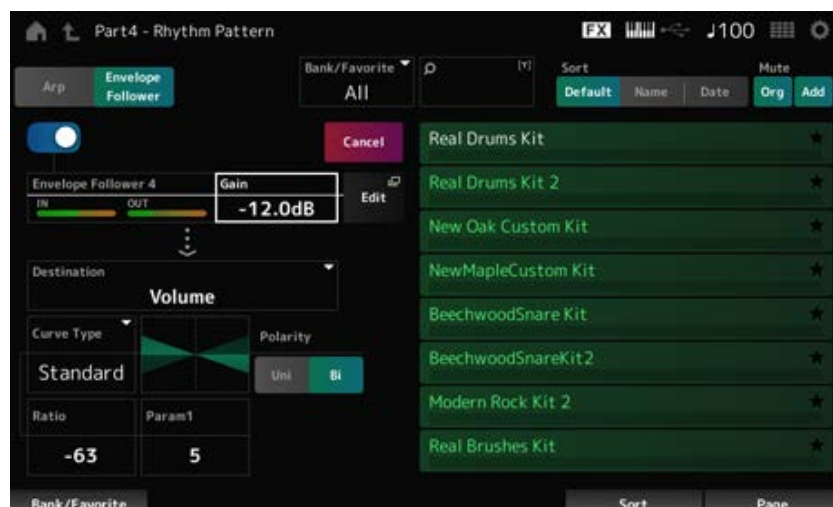 Part4 - Rhythm Pattern
FX
♩100
Arp
Envelope
Follower
Bank/Favorite
All
[Y]
Sort
Default
Name
Date
Mute
Org
Add
Cancel
Envelope Follower 4
IN
OUT
Gain
-12.0dB
Edit
Destination
Volume
Curve Type
Standard
Polarity
Uni
Bi
Ratio
-63
Param1
5
Real Drums Kit
Real Drums Kit 2
New Oak Custom Kit
NewMapleCustom Kit
BeechwoodSnare Kit
BeechwoodSnareKit2
Modern Rock Kit 2
Real Brushes Kit
Bank/Favorite
Sort
Page